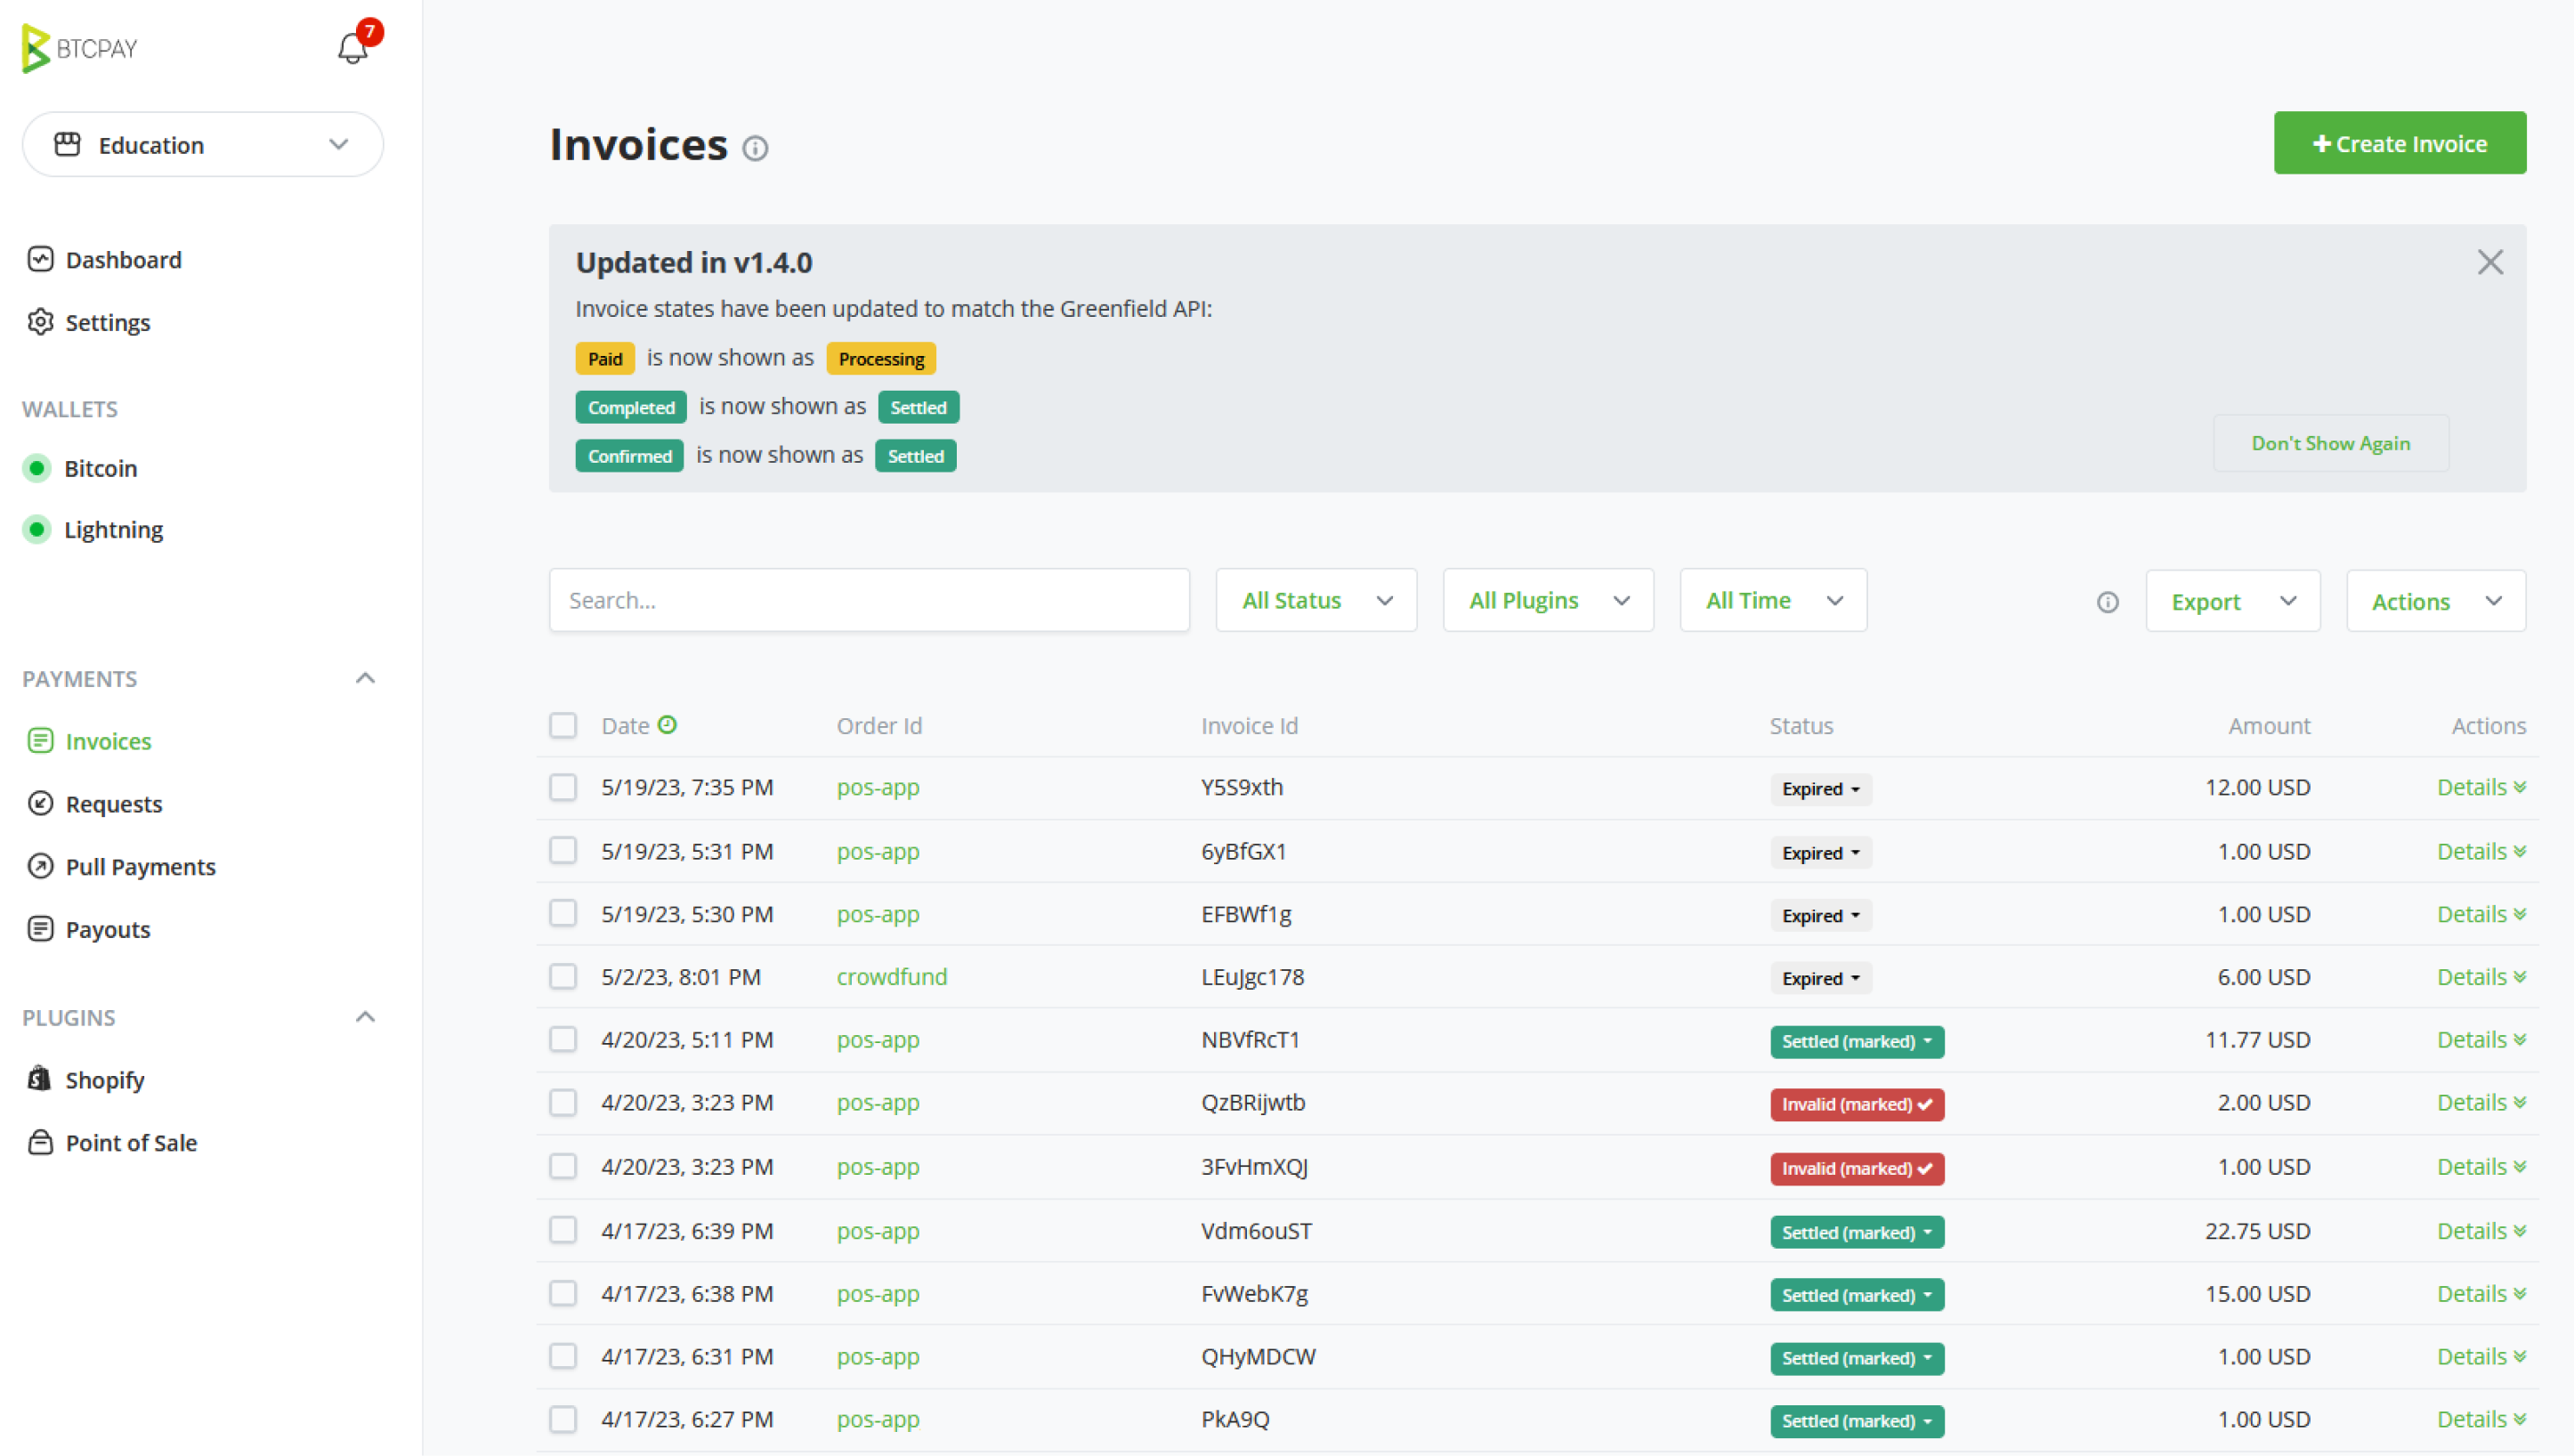 BTCPAY
7
Education
Dashboard
Settings
WALLETS
Bitcoin
Lightning
PAYMENTS
Invoices
Requests
Pull Payments
Payouts
PLUGINS
Shopify
Point of Sale
Invoices
Create Invoice
Updated in v1.4.0
Invoice states have been updated to match the Greenfield API:
Paid is now shown as Processing
Completed is now shown as Settled
Confirmed is now shown as Settled
Don't Show Again
Search... All Status All Plugins All Time Export Actions
Date Order Id Invoice Id Status Amount Actions
5/19/23, 7:35 PM pos-app Y5S9xth Expired 12.00 USD Details
5/19/23, 5:31 PM pos-app 6yBfGX1 Expired 1.00 USD Details
5/19/23, 5:30 PM pos-app EFBWf1g Expired 1.00 USD Details
5/2/23, 8:01 PM crowdfund LEuJgc178 Expired 6.00 USD Details
4/20/23, 5:11 PM pos-app NBVfRcT1 Settled (marked) 11.77 USD Details
4/20/23, 3:23 PM pos-app QzBRijwtb Invalid (marked) 2.00 USD Details
4/20/23, 3:23 PM pos-app 3FvHmXQJ Invalid (marked) 1.00 USD Details
4/17/23, 6:39 PM pos-app Vdm6ouST Settled (marked) 22.75 USD Details
4/17/23, 6:38 PM pos-app FvWebK7g Settled (marked) 15.00 USD Details
4/17/23, 6:31 PM pos-app QHyMDCW Settled (marked) 1.00 USD Details
4/17/23, 6:27 PM pos-app PkA9Q Settled (marked) 1.00 USD Details